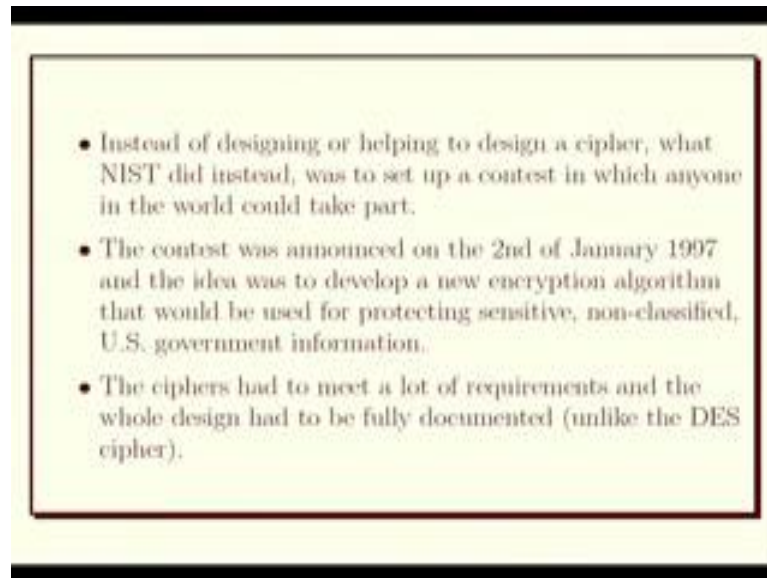 • Instead of designing or helping to design a cipher, what
NIST did instead, was to set up a contest in which anyone
in the world could take part.
• The contest was announced on the 2nd of January 1997
and the idea was to develop a new encryption algorithm
that would be used for protecting sensitive, non-classified,
U.S. government information.
• The ciphers had to meet a lot of requirements and the
whole design had to be fully documented (unlike the DES
cipher).